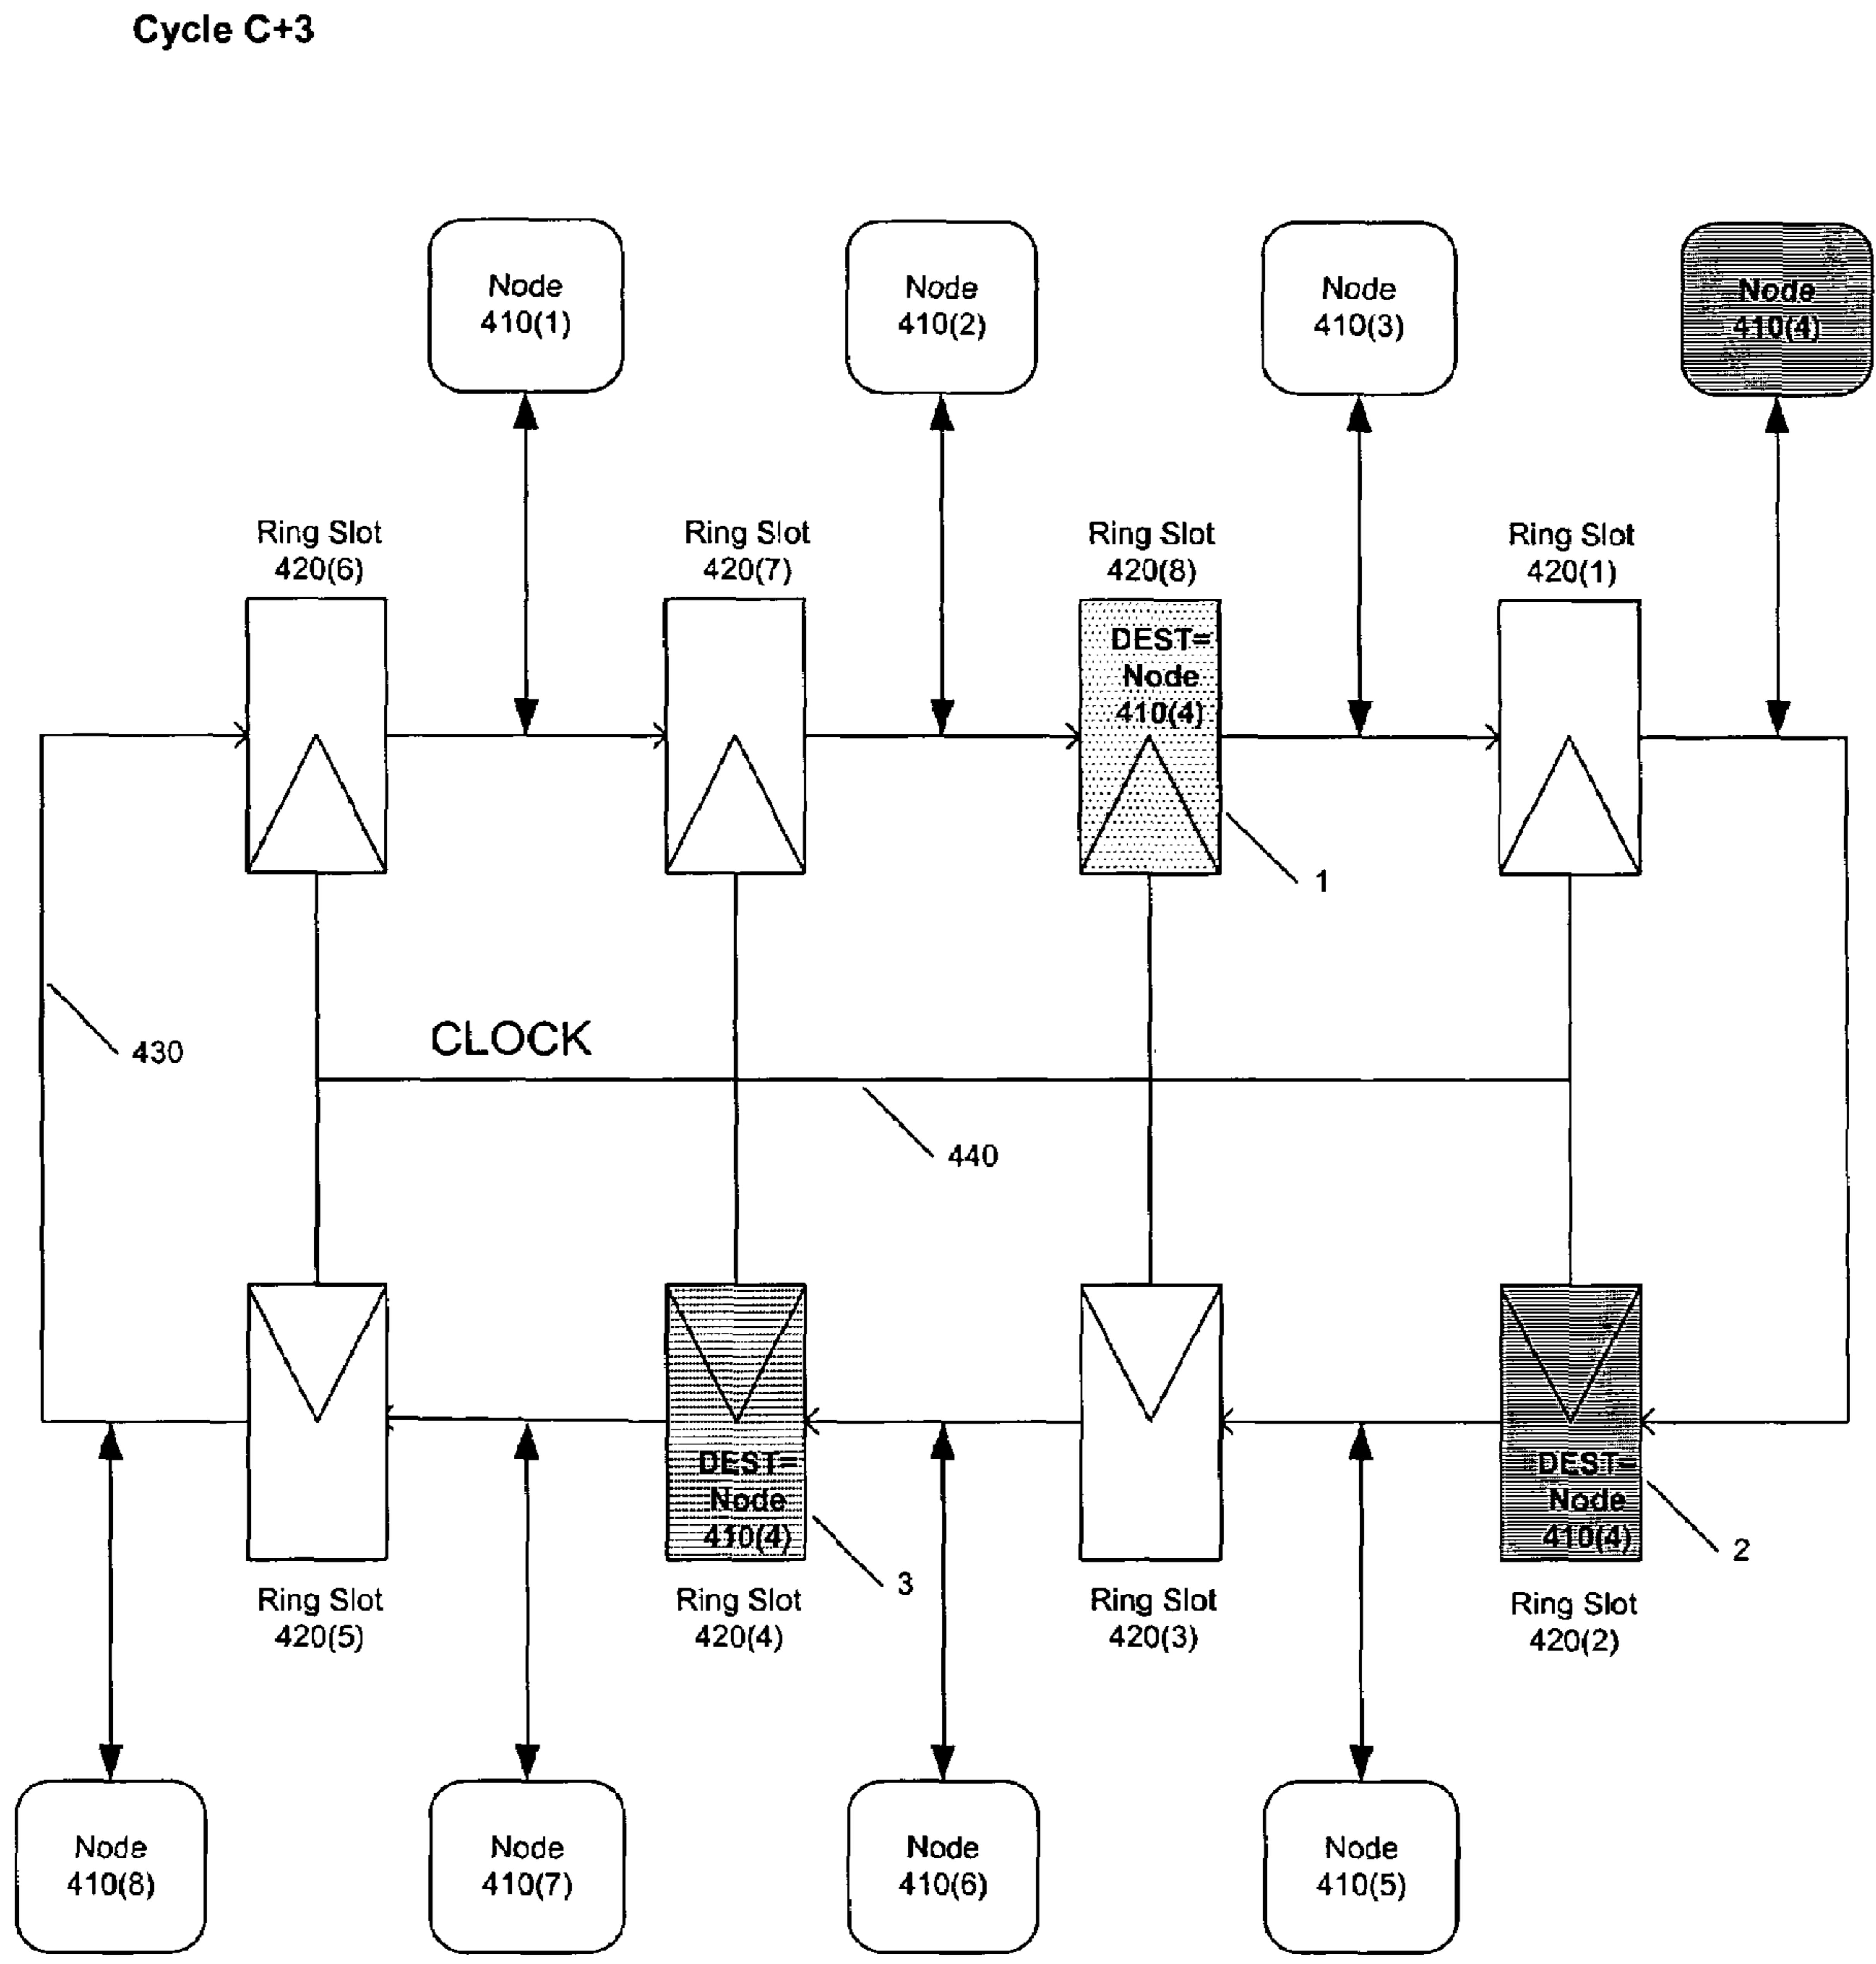 Cycle C+3
Node
410(1)
Node
410(2)
Node
410(3)
Node
410(4)
Ring Slot
420(6)
Ring Slot
420(7)
Ring Slot
420(8)
Ring Slot
420(1)
DEST=
Node
410(4)
1
430
CLOCK
440
DEST=
Node
410(4)
3
DEST=
Node
410(4)
2
Ring Slot
420(5)
Ring Slot
420(4)
Ring Slot
420(3)
Ring Slot
420(2)
Node
410(8)
Node
410(7)
Node
410(6)
Node
410(5)